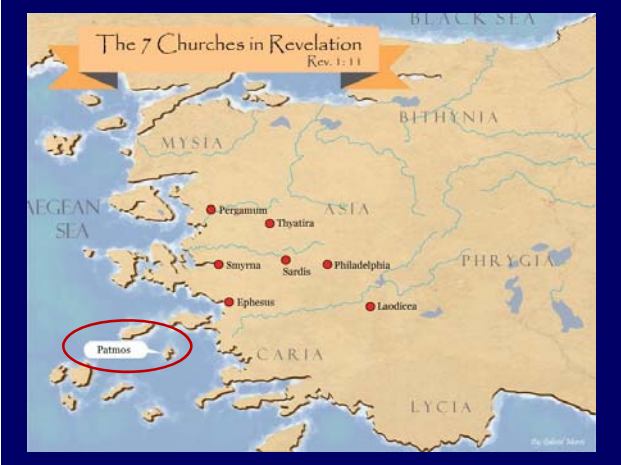 BLACK SEA
The 7 Churches in Revelation
Rev. 1:11
BITHYNIA
MYSIA
AEGEAN
SEA
ASIA
Pergamum
Thyatira
Smyrna
Sardis
Philadelphia
PHRYGIA
Ephesus
Laodicea
Patmos
CARIA
LYCIA